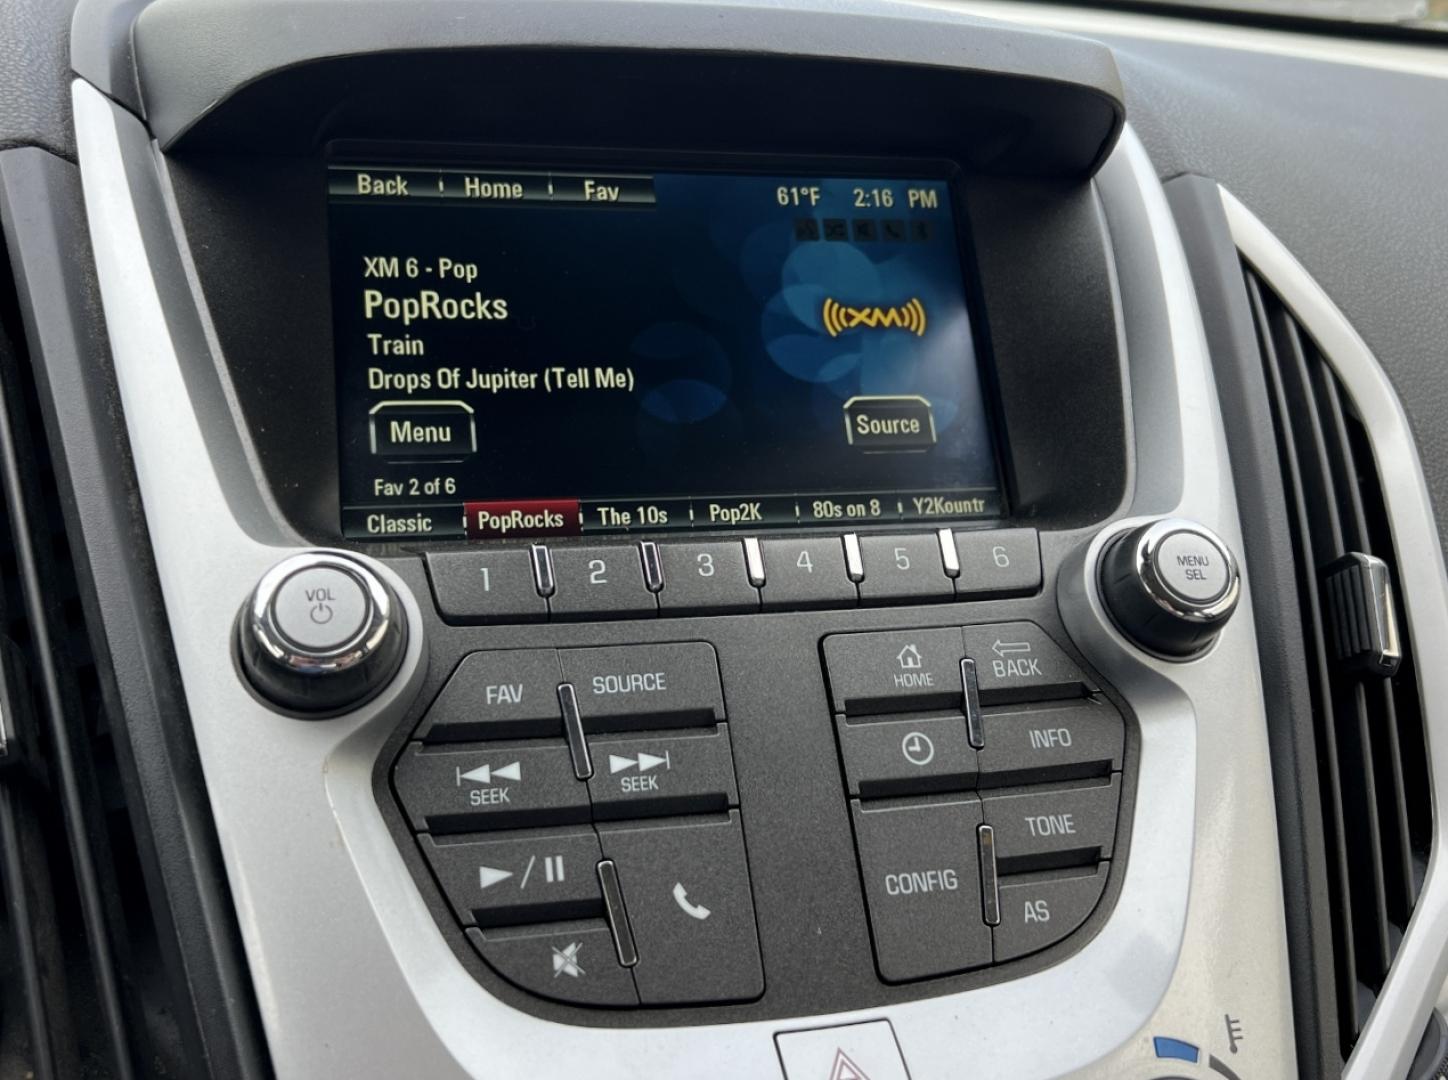 Back Home Fav
61°F 2:16 PM
XM 6 - Pop
PopRocks
Train
Drops Of Jupiter (Tell Me)
XM
Menu Source
Fav 2 of 6
Classic PopRocks The 10s Pop2K 80s on 8 Y2Kountr
1 2 3 4 5 6
VOL
MENU
SEL
FAV SOURCE
HOME BACK
SEEK SEEK
INFO
TONE
CONFIG
AS